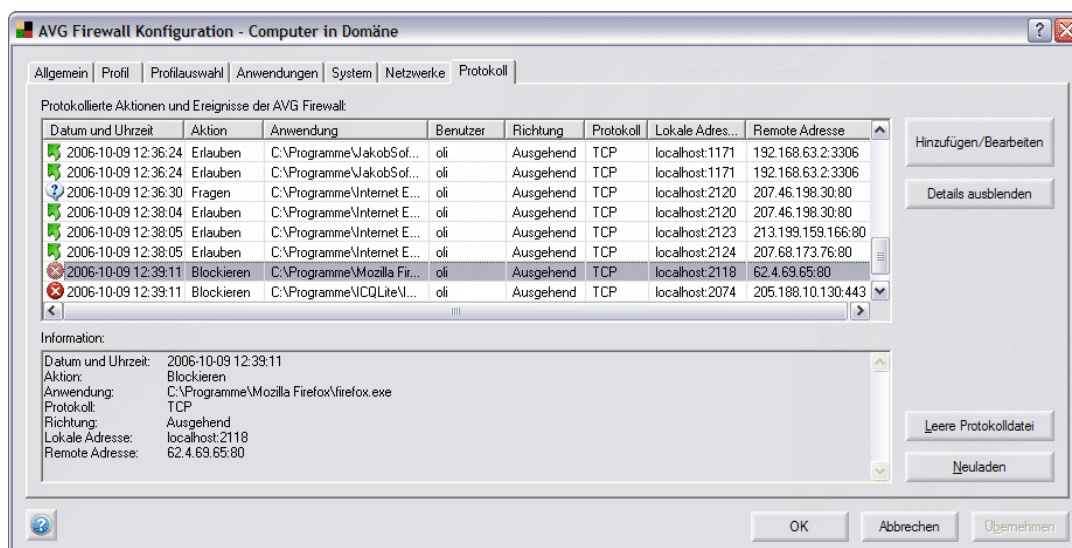 AVG Firewall Konfiguration - Computer in Domäne
Allgemein Profil Profilauswahl Anwendungen System Netzwerke Protokoll
Protokollierte Aktionen und Ereignisse der AVG Firewall:
Datum und Uhrzeit Aktion Anwendung Benutzer Richtung Protokoll Lokale Adres... Remote Adresse
2006-10-09 12:36:24 Erlauben C:\Programme\JakobSof... oli Ausgehend TCP localhost:1171 192.168.63.2:3306
2006-10-09 12:36:24 Erlauben C:\Programme\JakobSof... oli Ausgehend TCP localhost:1171 192.168.63.2:3306
2006-10-09 12:36:30 Fragen C:\Programme\Internet E... oli Ausgehend TCP localhost:2120 207.46.198.30:80
2006-10-09 12:38:04 Erlauben C:\Programme\Internet E... oli Ausgehend TCP localhost:2120 207.46.198.30:80
2006-10-09 12:38:05 Erlauben C:\Programme\Internet E... oli Ausgehend TCP localhost:2123 213.199.159.166:80
2006-10-09 12:38:05 Erlauben C:\Programme\Internet E... oli Ausgehend TCP localhost:2124 207.68.173.76:80
2006-10-09 12:39:11 Blockieren C:\Programme\Mozilla Fir... oli Ausgehend TCP localhost:2118 62.4.69.65:80
2006-10-09 12:39:11 Blockieren C:\Programme\ICQLite\I... oli Ausgehend TCP localhost:2074 205.188.10.130:443
Hinzufügen/Bearbeiten
Details ausblenden
Information:
Datum und Uhrzeit: 2006-10-09 12:39:11
Aktion: Blockieren
Anwendung: C:\Programme\Mozilla Firefox\firefox.exe
Protokoll: TCP
Richtung: Ausgehend
Lokale Adresse: localhost:2118
Remote Adresse: 62.4.69.65:80
Leere Protokolldatei
Neuladen
OK Abbrechen Übernehmen